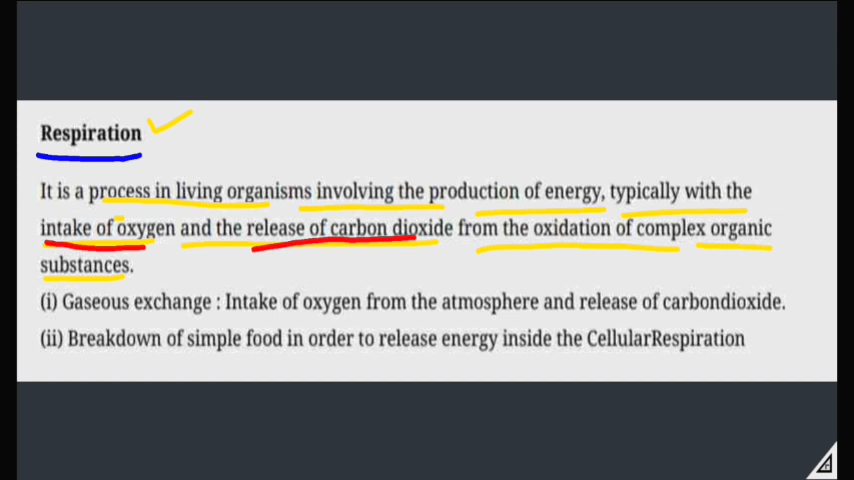 Respiration
It is a process in living organisms involving the production of energy, typically with the
intake of oxygen and the release of carbon dioxide from the oxidation of complex organic
substances.
(i) Gaseous exchange : Intake of oxygen from the atmosphere and release of carbondioxide.
(ii) Breakdown of simple food in order to release energy inside the CellularRespiration